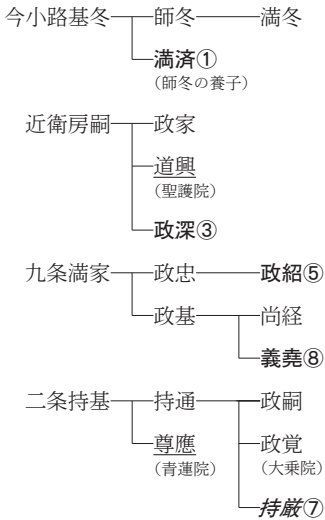 今小路基冬 師冬 満冬
満済①
(師冬の養子)
近衛房嗣 政家
道興
(聖護院)
政深③
九条満家 政忠 政紹⑤
政基 尚経
義堯⑧
二条持基 持通 政嗣
尊應 政覚
(青蓮院) (大乗院)
持厳⑦